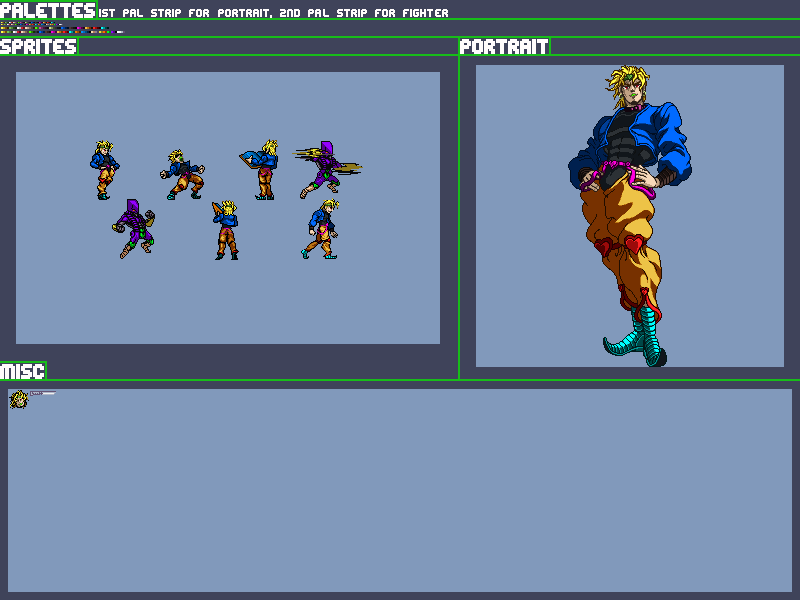 PALETTES 1ST PAL STRIP FOR PORTRAIT, 2ND PAL STRIP FOR FIGHTER
SPRITES
PORTRAIT
MISC